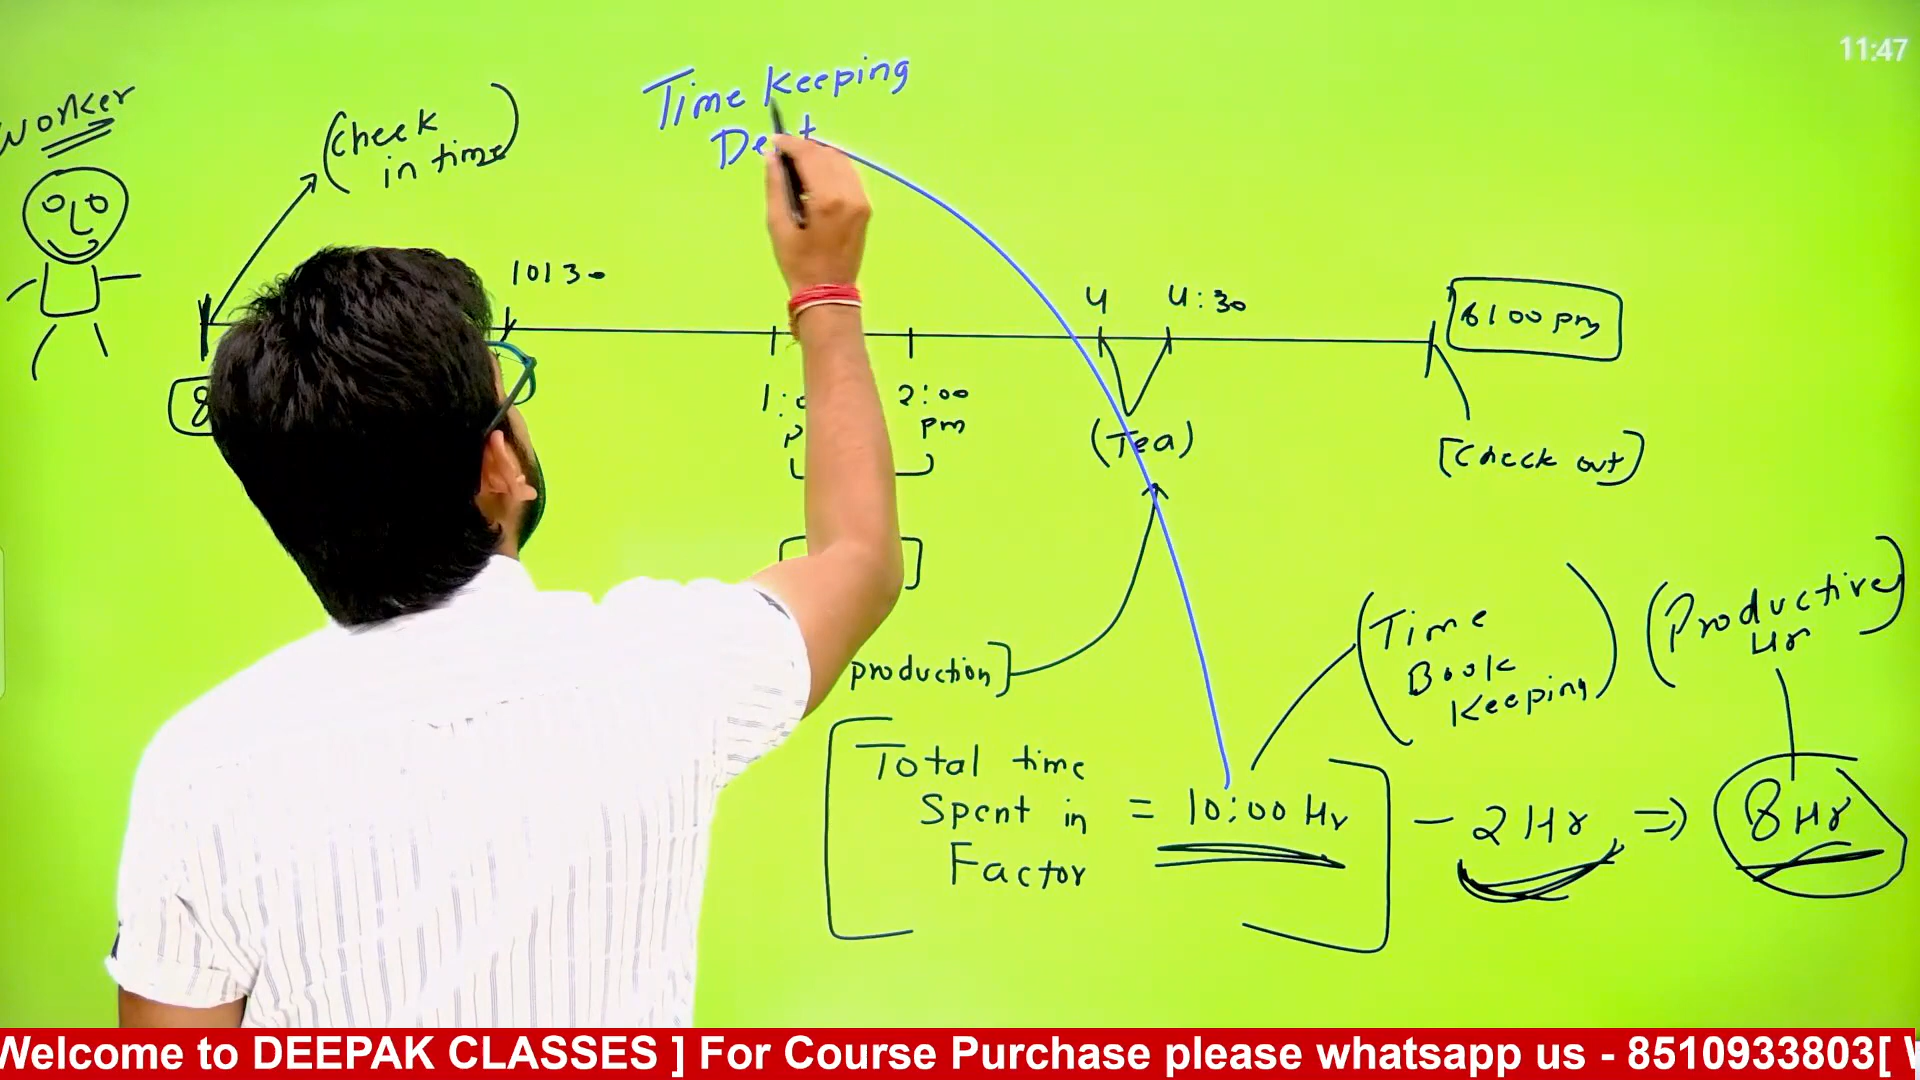 11:47
Worker
(Check
in time)
Time Keeping
Dept
10:30
4
4:30
6:00 pm
8
2:00
pm
(Tea)
[Check out]
production]
(Time
Book
Keeping)
(Productive
Hr)
Total time
Spent in = 10:00 Hr - 2 Hr => 8 Hr
Factor
Welcome to DEEPAK CLASSES ] For Course Purchase please whatsapp us - 8510933803[ W